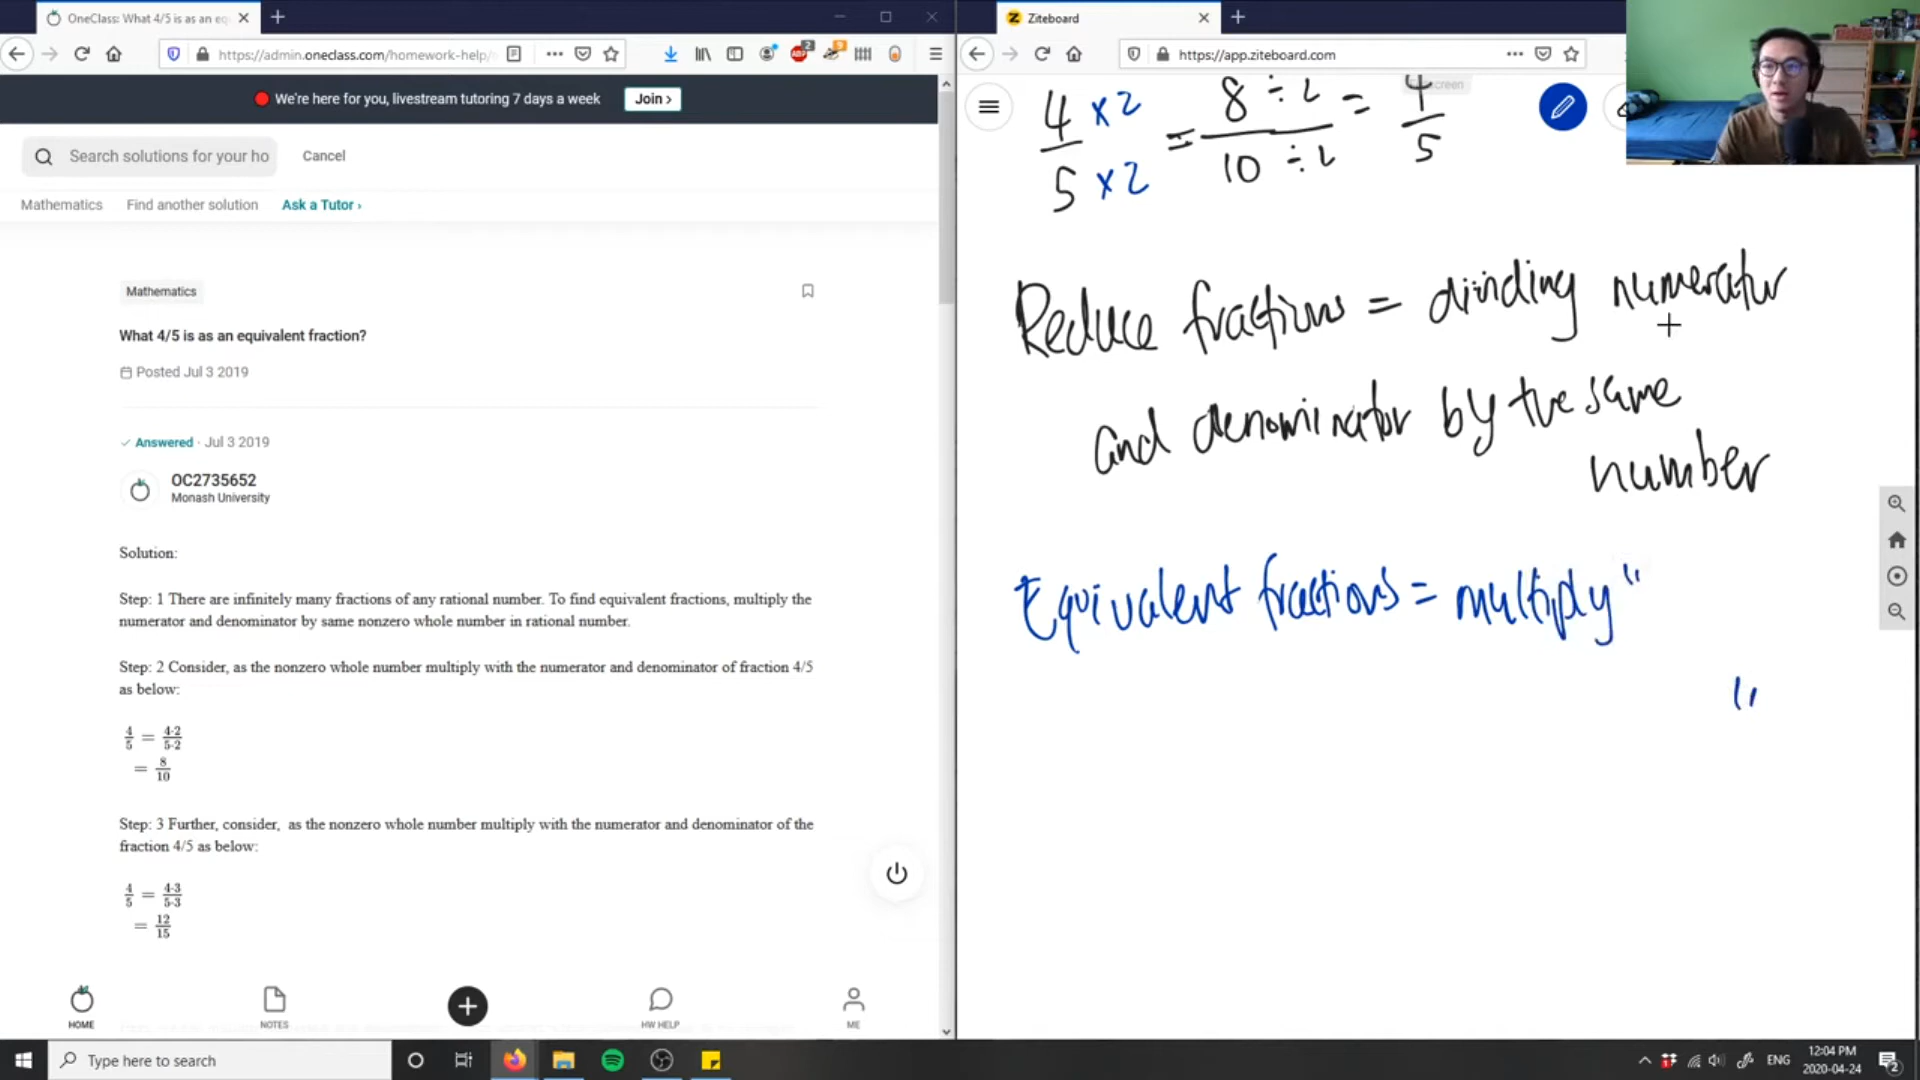 OneClass: What 4/5 is as an eq
Ziteboard
https://admin.oneclass.com/homework-help/
https://app.ziteboard.com
We're here for you, livestream tutoring 7 days a week
Join ›
Search solutions for your ho
Cancel
Mathematics
Find another solution
Ask a Tutor ›
Mathematics
What 4/5 is as an equivalent fraction?
Posted Jul 3 2019
Answered · Jul 3 2019
OC2735652
Monash University
Solution:
Step: 1 There are infinitely many fractions of any rational number. To find equivalent fractions, multiply the
numerator and denominator by same nonzero whole number in rational number.
Step: 2 Consider, as the nonzero whole number multiply with the numerator and denominator of fraction 4/5
as below:
4/5 = 4·2/5·2
= 8/10
Step: 3 Further, consider, as the nonzero whole number multiply with the numerator and denominator of the
fraction 4/5 as below:
4/5 = 4·3/5·3
= 12/15
HOME
NOTES
HW HELP
ME
4 ×2 / 5 ×2 = 8 ÷2 / 10 ÷2 = 4/5
Reduce fractions = dividing numerator
and denominator by the same
number
Equivalent fractions = multiply "
"
Type here to search
ENG
12:04 PM
2020-04-24
2